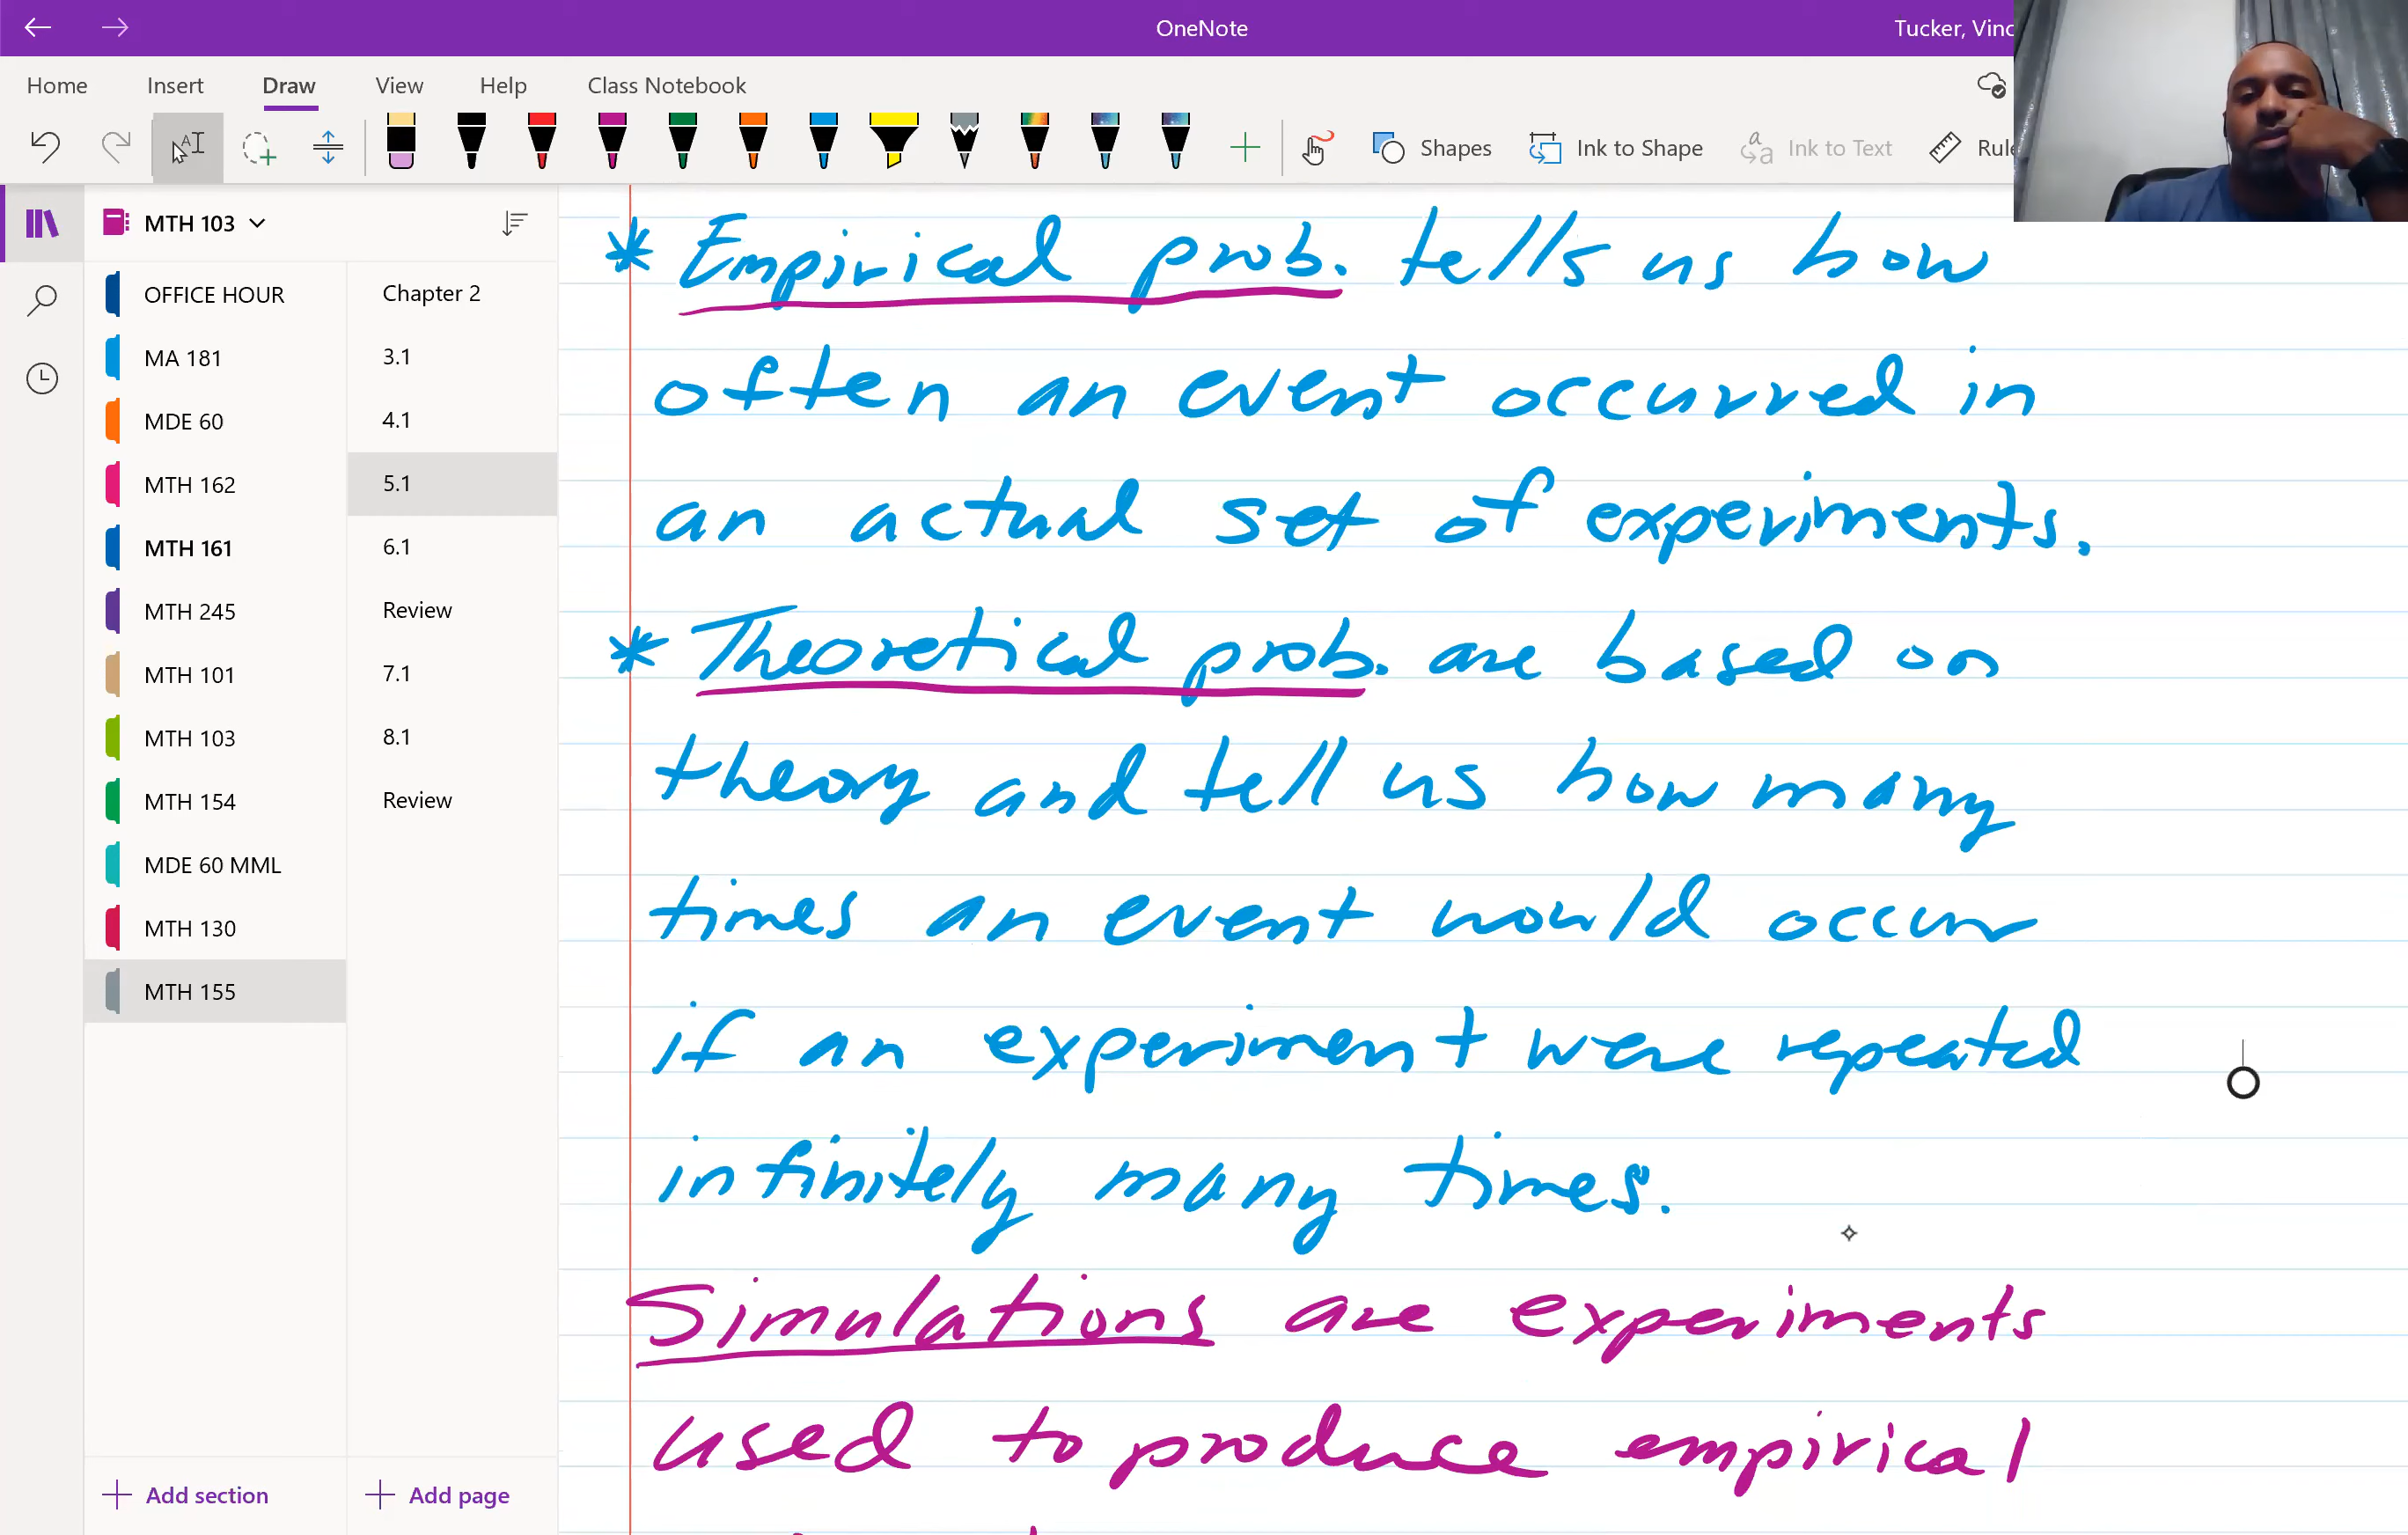 OneNote
Tucker, Vinc
Home Insert Draw View Help Class Notebook
Shapes Ink to Shape Ink to Text Rule
MTH 103
OFFICE HOUR
MA 181
MDE 60
MTH 162
MTH 161
MTH 245
MTH 101
MTH 103
MTH 154
MDE 60 MML
MTH 130
MTH 155
Add section
Chapter 2
3.1
4.1
5.1
6.1
Review
7.1
8.1
Review
Add page
* Empirical prob. tells us how
often an event occurred in
an actual set of experiments.
* Theoretical prob. are based on
theory and tell us how many
times an event would occur
if an experiment were repeated
infinitely many times.
Simulations are experiments
used to produce empirical